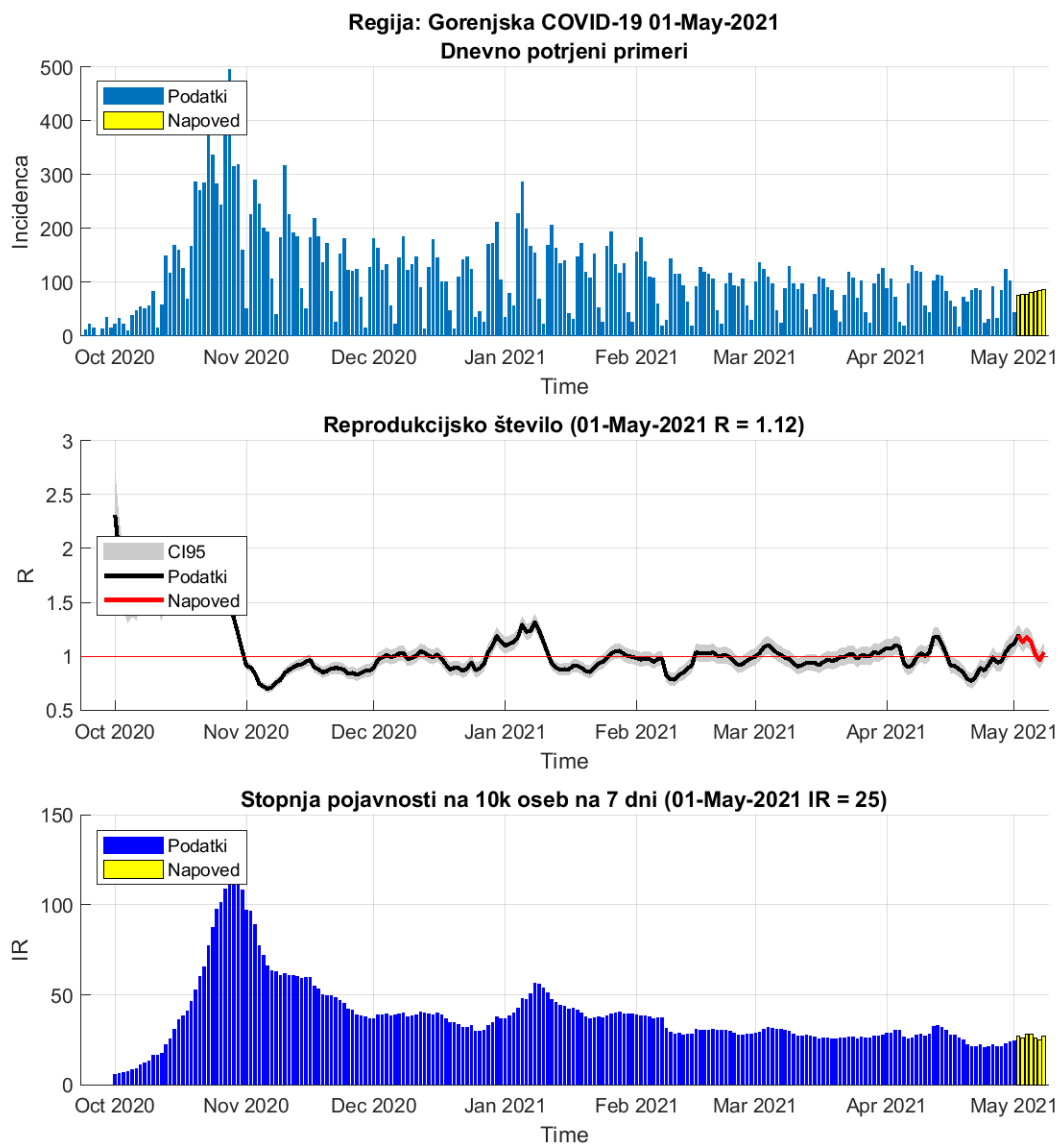 Regija: Gorenjska COVID-19 01-May-2021
Dnevno potrjeni primeri
500
400
300
200
100
0
Incidenca
Podatki
Napoved
Oct 2020 Nov 2020 Dec 2020 Jan 2021 Feb 2021 Mar 2021 Apr 2021 May 2021
Time
Reprodukcijsko število (01-May-2021 R = 1.12)
3
2.5
2
1.5
1
0.5
R
CI95
Podatki
Napoved
Oct 2020 Nov 2020 Dec 2020 Jan 2021 Feb 2021 Mar 2021 Apr 2021 May 2021
Time
Stopnja pojavnosti na 10k oseb na 7 dni (01-May-2021 IR = 25)
150
100
50
0
IR
Podatki
Napoved
Oct 2020 Nov 2020 Dec 2020 Jan 2021 Feb 2021 Mar 2021 Apr 2021 May 2021
Time